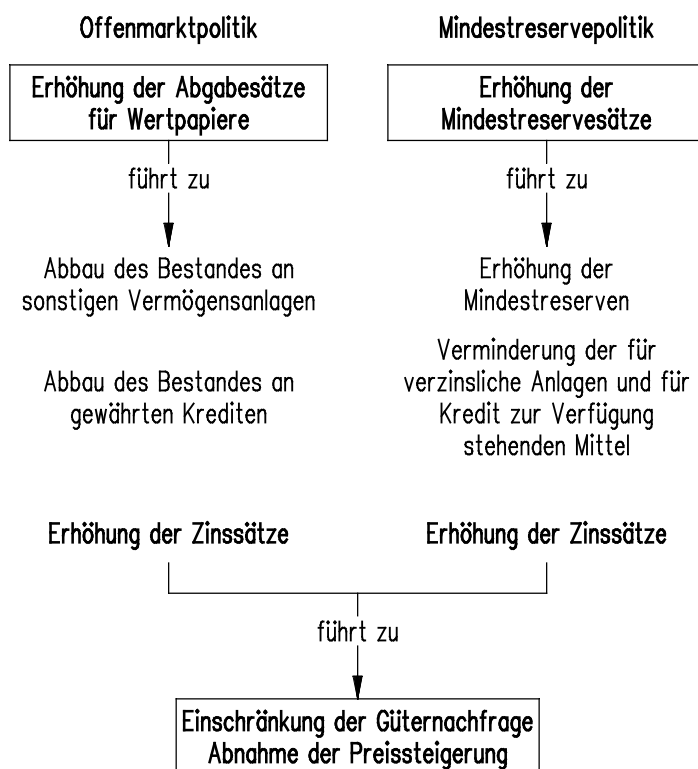 Offenmarktpolitik
Erhöhung der Abgabesätze
für Wertpapiere
führt zu
Abbau des Bestandes an
sonstigen Vermögensanlagen
Abbau des Bestandes an
gewährten Krediten
Erhöhung der Zinssätze
Mindestreservepolitik
Erhöhung der
Mindestreservesätze
führt zu
Erhöhung der
Mindestreserven
Verminderung der für
verzinsliche Anlagen und für
Kredit zur Verfügung
stehenden Mittel
Erhöhung der Zinssätze
führt zu
Einschränkung der Güternachfrage
Abnahme der Preissteigerung